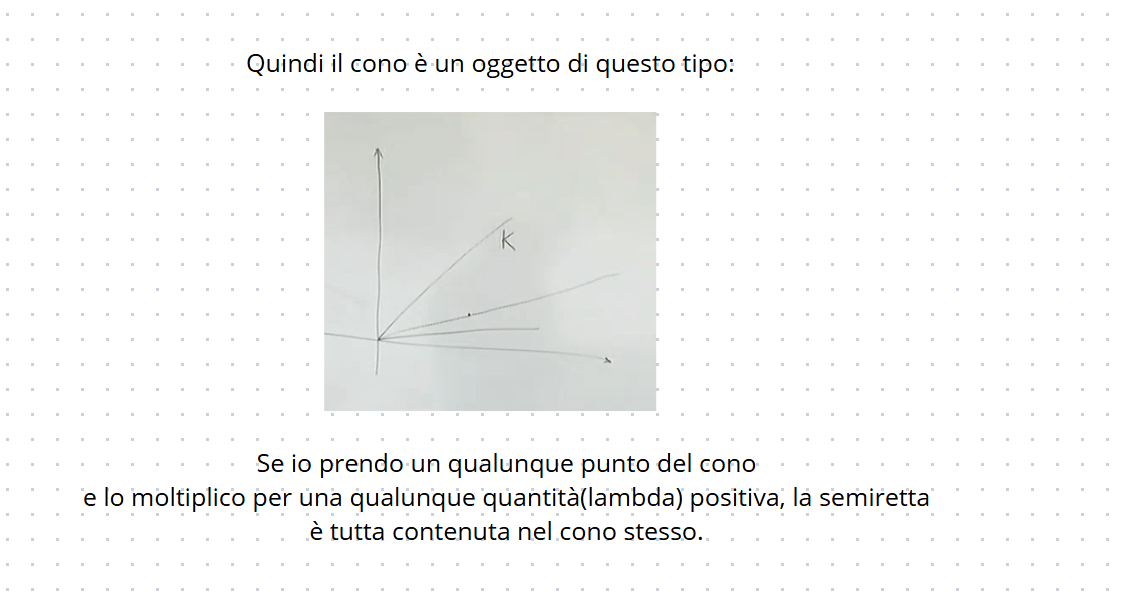 Quindi il cono è un oggetto di questo tipo:
K
Se io prendo un qualunque punto del cono
e lo moltiplico per una qualunque quantità(lambda) positiva, la semiretta
è tutta contenuta nel cono stesso.